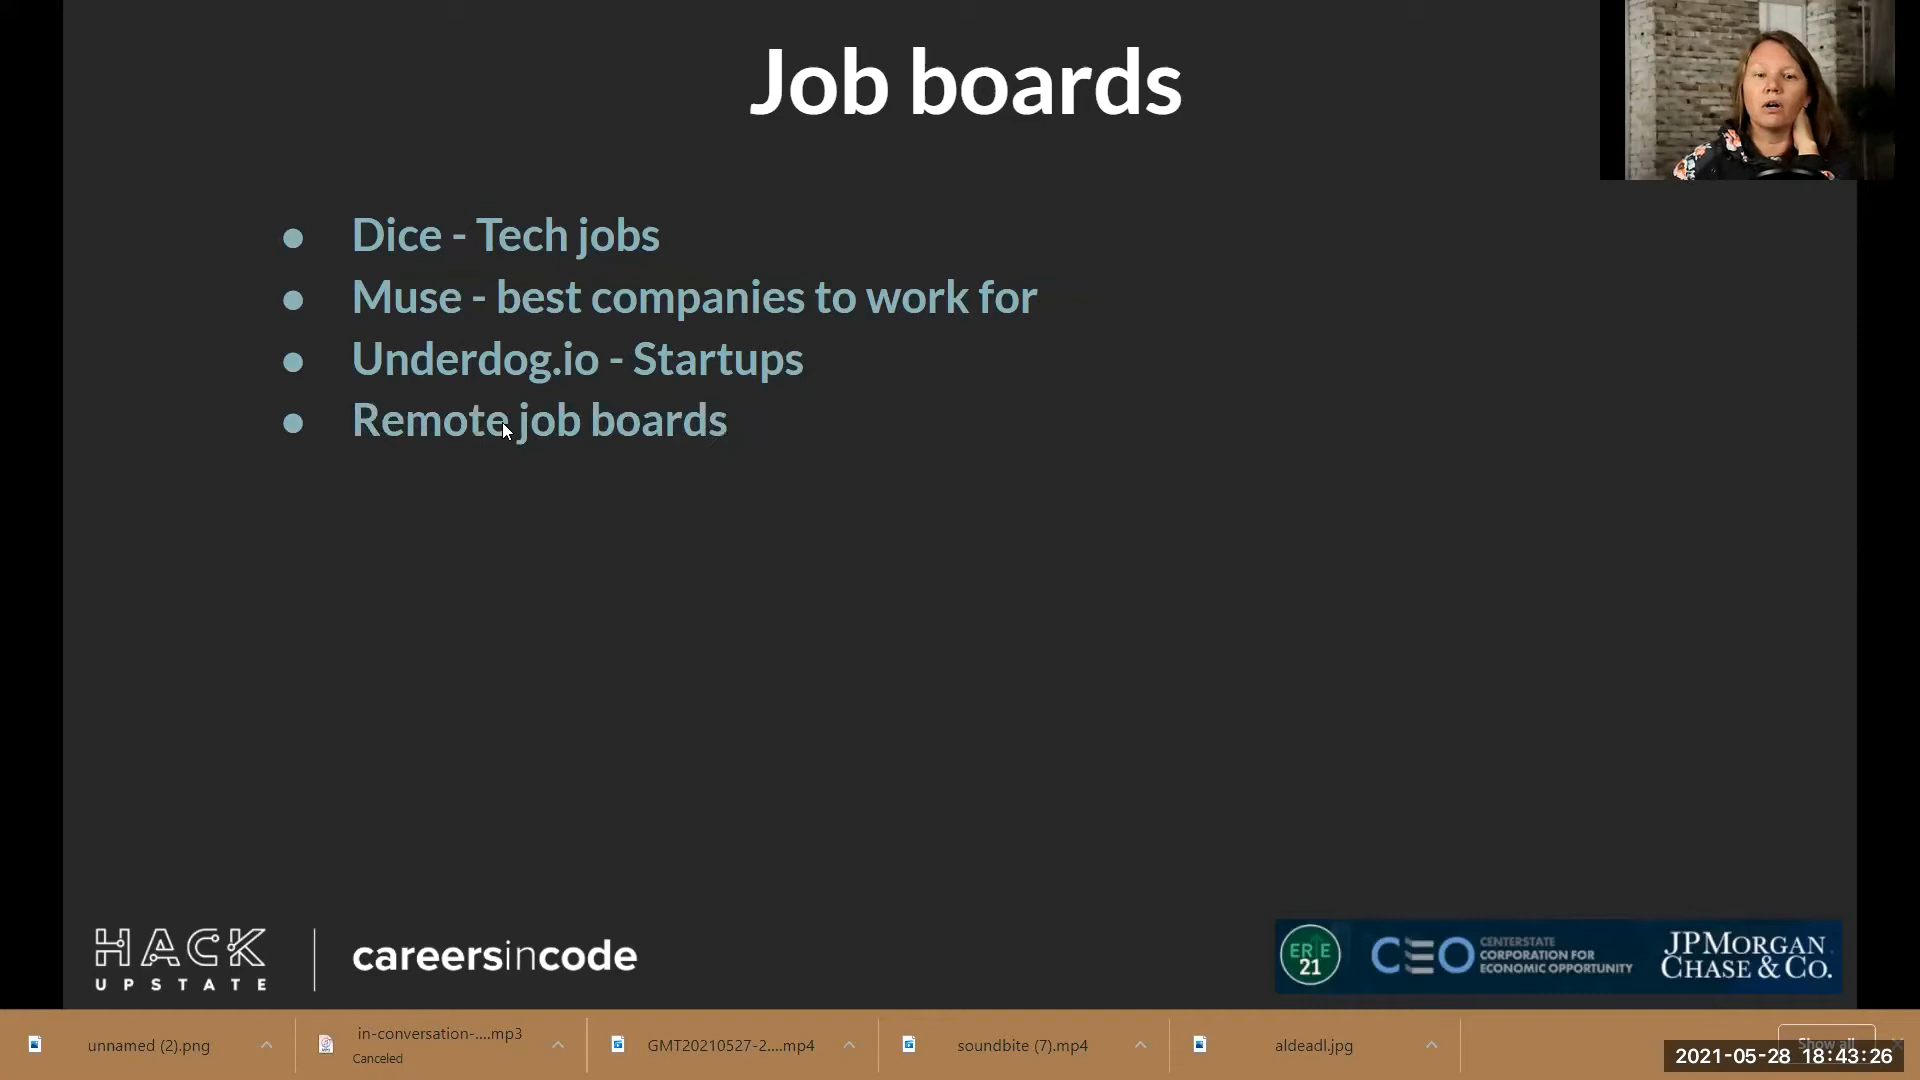 Job boards
● Dice - Tech jobs
● Muse - best companies to work for
● Underdog.io - Startups
● Remote job boards
HACK
UPSTATE
careersincode
ERIE
21
CEO
CENTERSTATE
CORPORATION FOR
ECONOMIC OPPORTUNITY
JPMORGAN
CHASE & CO.
unnamed (2).png
in-conversation-....mp3
Canceled
GMT20210527-2....mp4
soundbite (7).mp4
aldeadl.jpg
Show all
2021-05-28 18:43:26